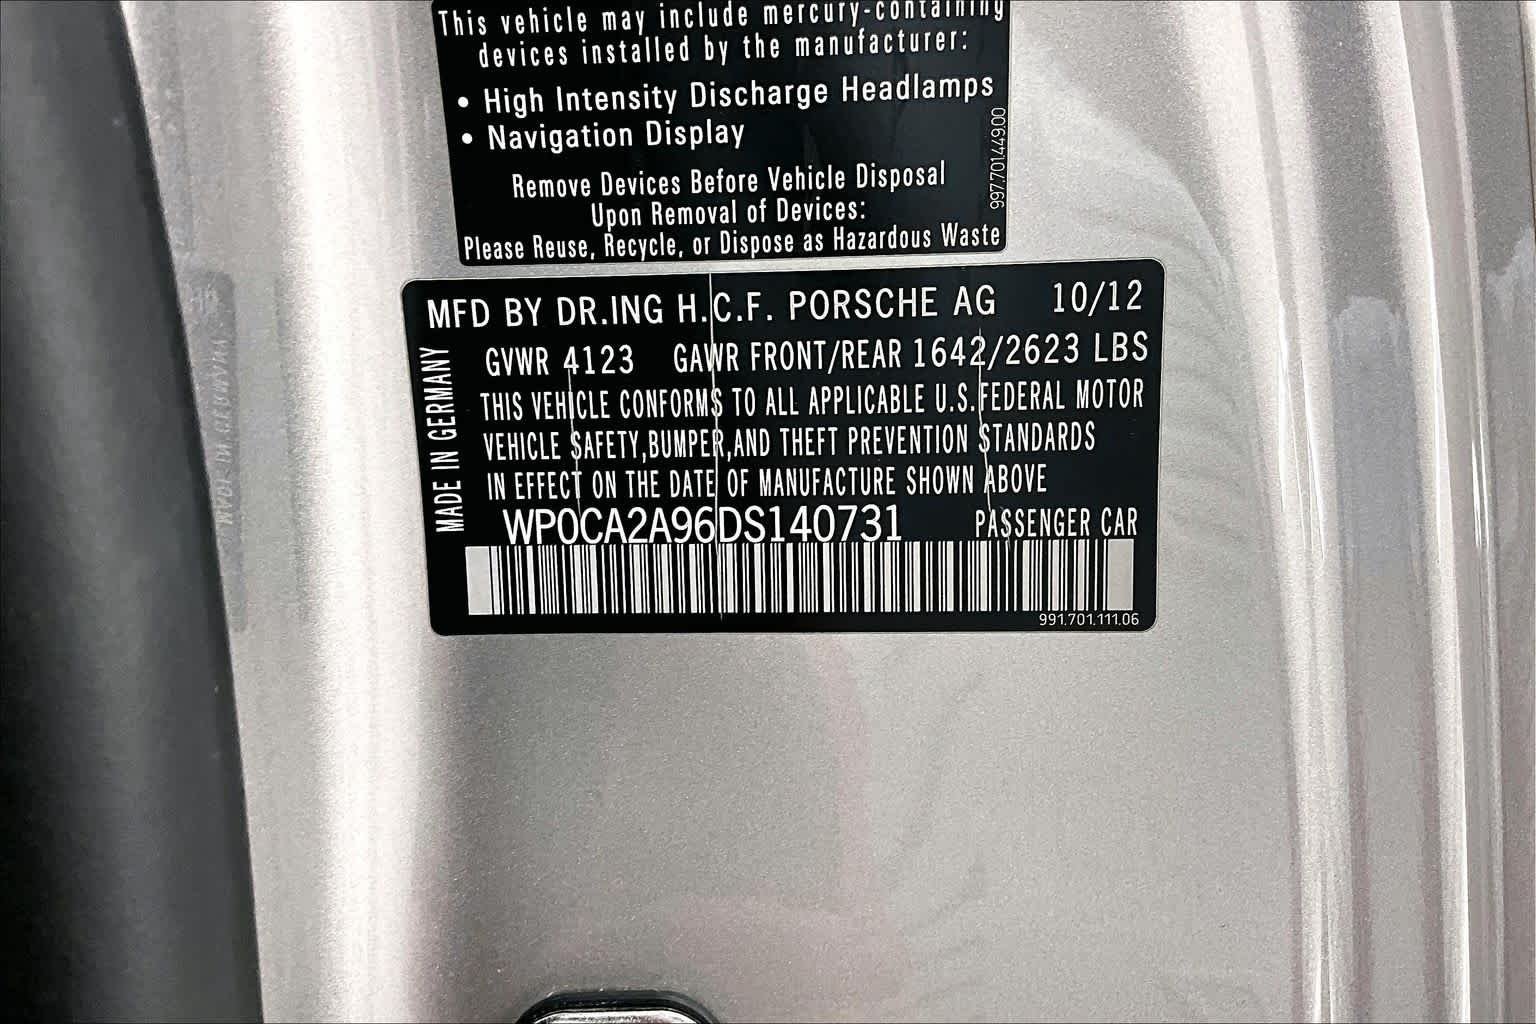 This vehicle may include mercury-containing
devices installed by the manufacturer:
• High Intensity Discharge Headlamps
• Navigation Display
Remove Devices Before Vehicle Disposal
Upon Removal of Devices:
Please Reuse, Recycle, or Dispose as Hazardous Waste
997.701.449.00
MFD BY DR.ING H.C.F. PORSCHE AG 10/12
GVWR 4123 GAWR FRONT/REAR 1642/2623 LBS
THIS VEHICLE CONFORMS TO ALL APPLICABLE U.S.FEDERAL MOTOR
VEHICLE SAFETY,BUMPER,AND THEFT PREVENTION STANDARDS
IN EFFECT ON THE DATE OF MANUFACTURE SHOWN ABOVE
WP0CA2A96DS140731 PASSENGER CAR
991.701.111.06
MADE IN GERMANY